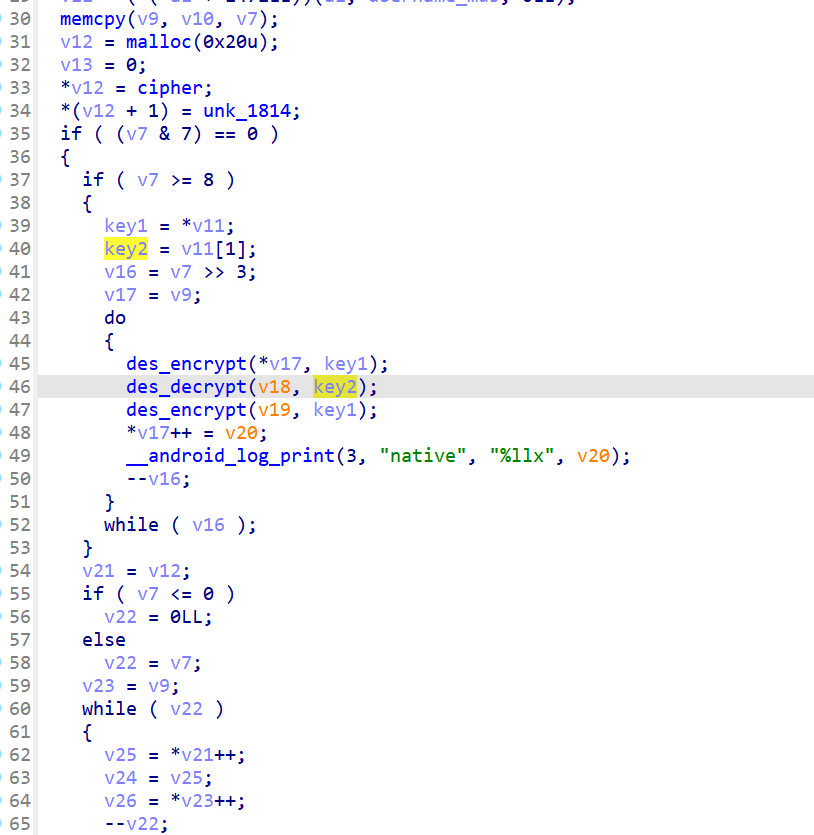 30 memcpy(v9, v10, v7);
31 v12 = malloc(0x20u);
32 v13 = 0;
33 *v12 = cipher;
34 *(v12 + 1) = unk_1814;
35 if ( (v7 & 7) == 0 )
36 {
37 if ( v7 >= 8 )
38 {
39 key1 = *v11;
40 key2 = v11[1];
41 v16 = v7 >> 3;
42 v17 = v9;
43 do
44 {
45 des_encrypt(*v17, key1);
46 des_decrypt(v18, key2);
47 des_encrypt(v19, key1);
48 *v17++ = v20;
49 __android_log_print(3, "native", "%llx", v20);
50 --v16;
51 }
52 while ( v16 );
53 }
54 v21 = v12;
55 if ( v7 <= 0 )
56 v22 = 0LL;
57 else
58 v22 = v7;
59 v23 = v9;
60 while ( v22 )
61 {
62 v25 = *v21++;
63 v24 = v25;
64 v26 = *v23++;
65 --v22;